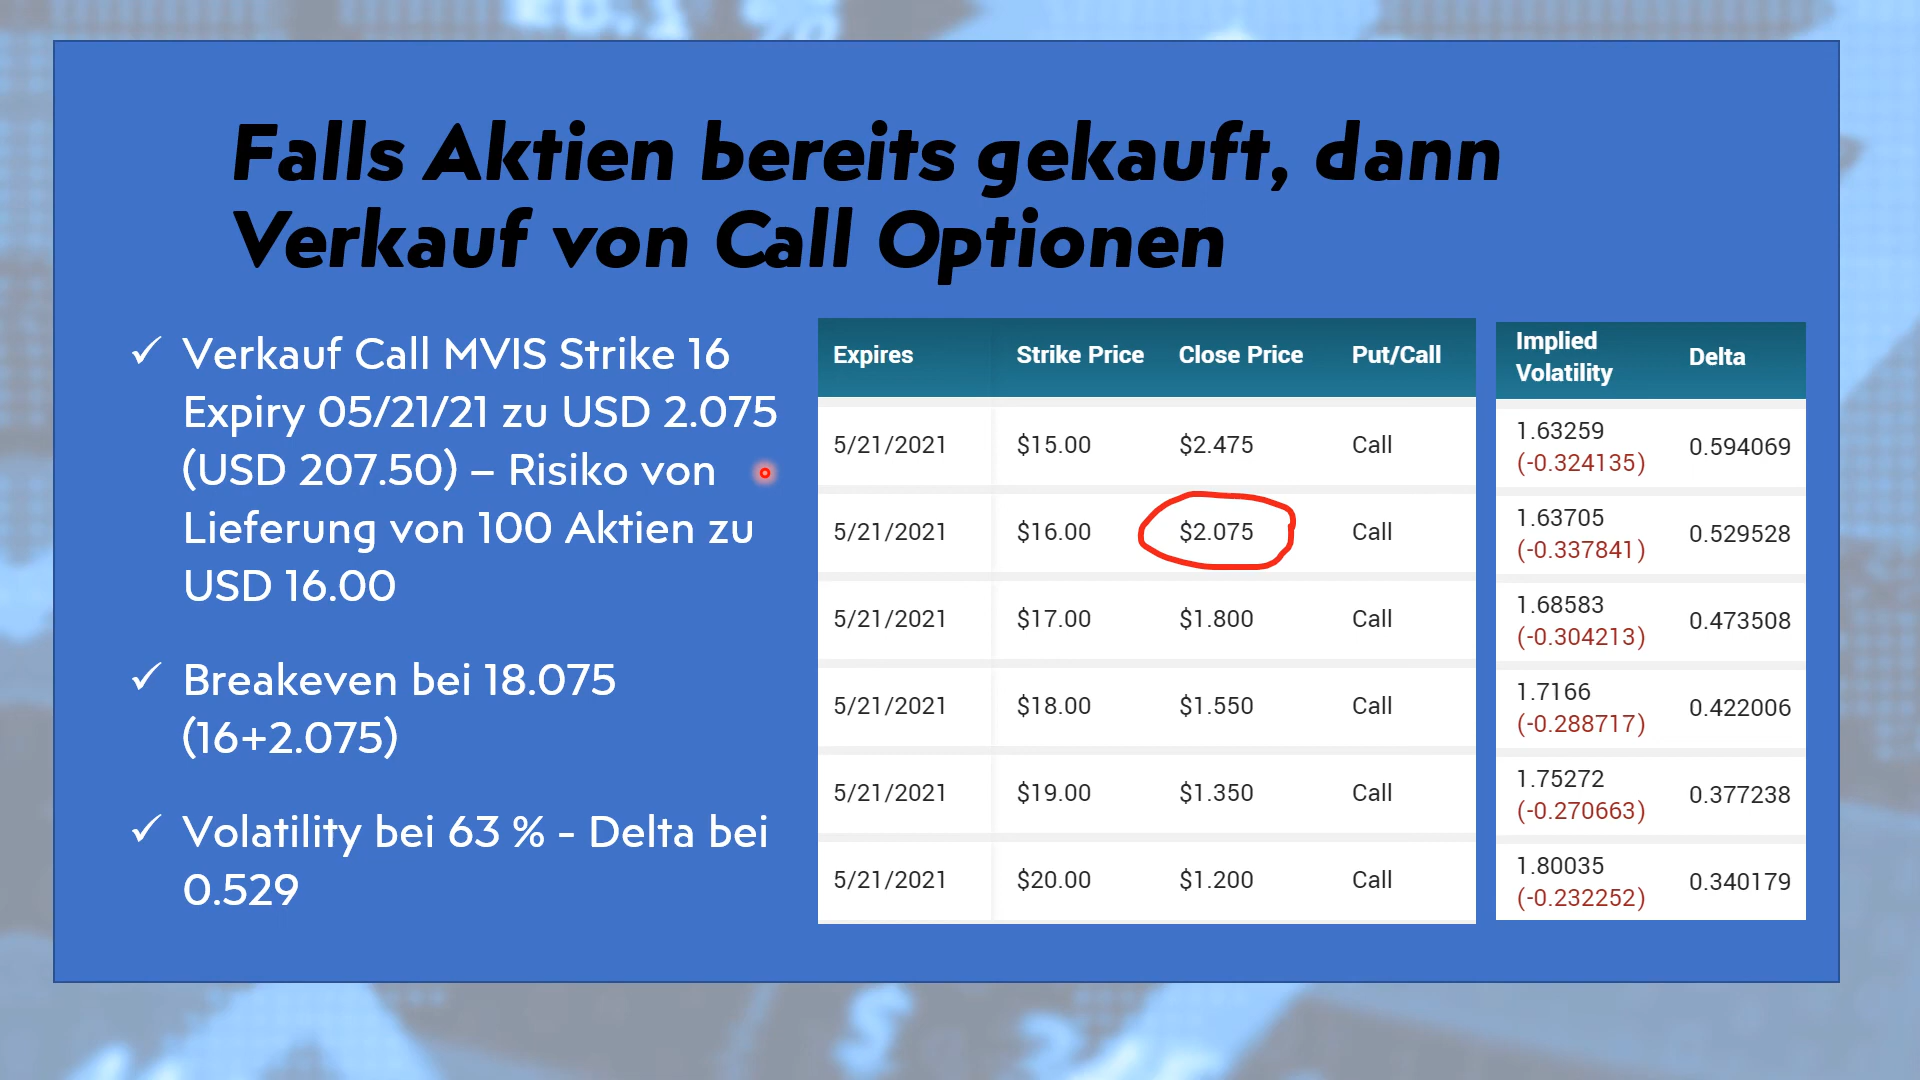 Falls Aktien bereits gekauft, dann
Verkauf von Call Optionen
✓ Verkauf Call MVIS Strike 16
Expiry 05/21/21 zu USD 2.075
(USD 207.50) – Risiko von
Lieferung von 100 Aktien zu
USD 16.00
✓ Breakeven bei 18.075
(16+2.075)
✓ Volatility bei 63 % - Delta bei
0.529
Expires Strike Price Close Price Put/Call
5/21/2021 $15.00 $2.475 Call
5/21/2021 $16.00 $2.075 Call
5/21/2021 $17.00 $1.800 Call
5/21/2021 $18.00 $1.550 Call
5/21/2021 $19.00 $1.350 Call
5/21/2021 $20.00 $1.200 Call
Implied
Volatility Delta
1.63259
(-0.324135) 0.594069
1.63705
(-0.337841) 0.529528
1.68583
(-0.304213) 0.473508
1.7166
(-0.288717) 0.422006
1.75272
(-0.270663) 0.377238
1.80035
(-0.232252) 0.340179